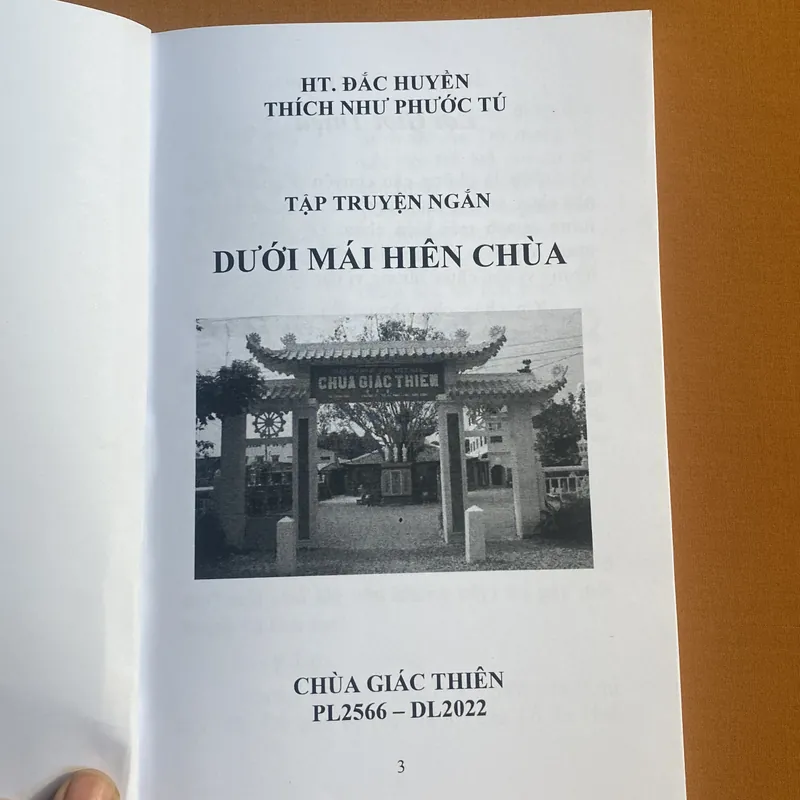 HT. ĐẮC HUYỀN
THÍCH NHƯ PHƯỚC TÚ
TẬP TRUYỆN NGẮN
DƯỚI MÁI HIÊN CHÙA
CHÙA GIÁC THIÊN
CHÙA GIÁC THIÊN
PL2566 – DL2022
3